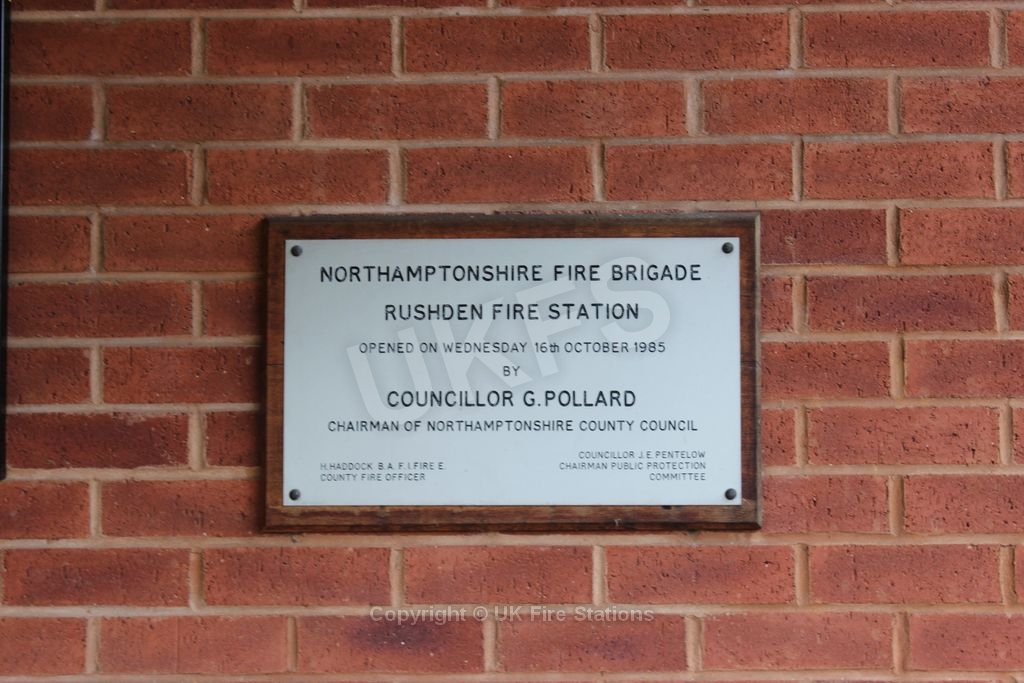 NORTHAMPTONSHIRE FIRE BRIGADE
RUSHDEN FIRE STATION
OPENED ON WEDNESDAY 16th OCTOBER 1985
BY
COUNCILLOR G. POLLARD
CHAIRMAN OF NORTHAMPTONSHIRE COUNTY COUNCIL
H. HADDOCK B.A. F.I.FIRE E.
COUNTY FIRE OFFICER
COUNCILLOR J.E. PENTELOW
CHAIRMAN PUBLIC PROTECTION
COMMITTEE
UKFS
Copyright © UK Fire Stations